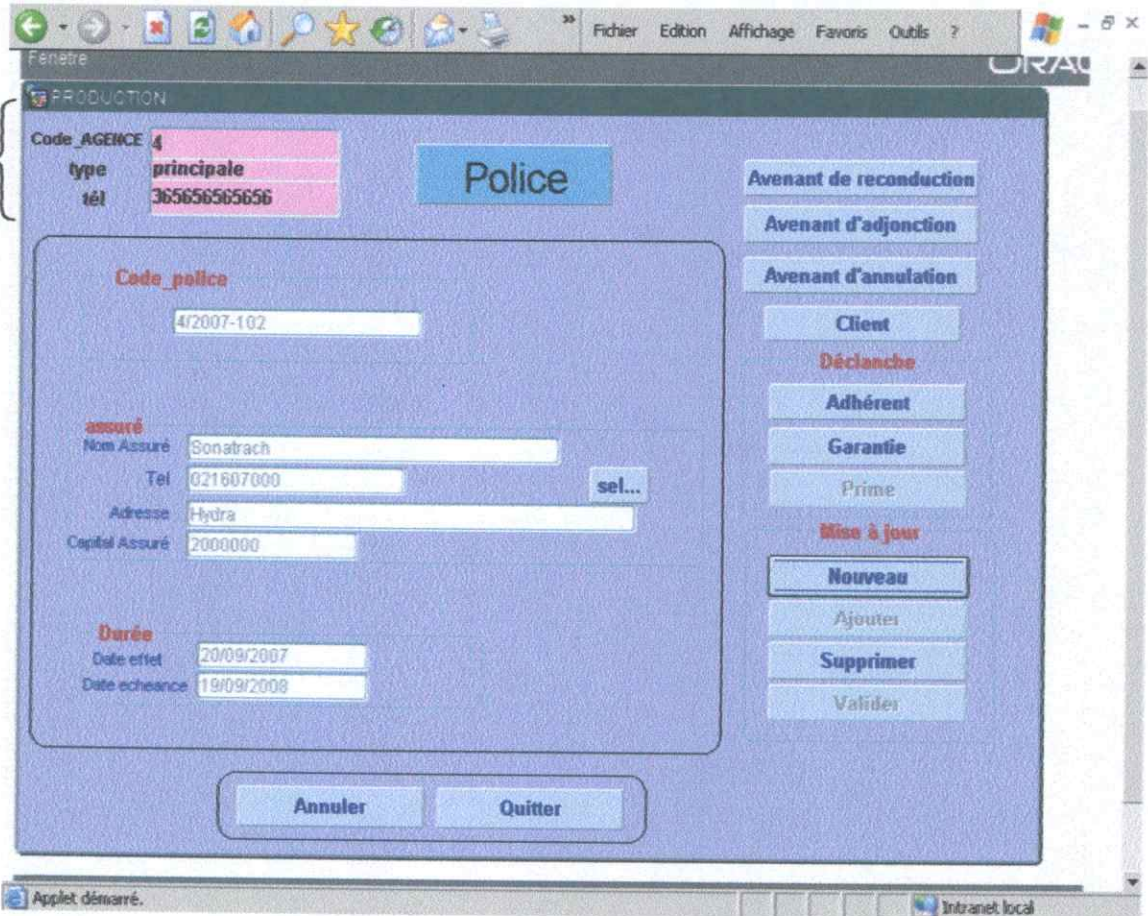 » Fichier Edition Affichage Favoris Outils ?
Fenêtre
ORAC
PRODUCTION
Code_AGENCE 4
type principale
tél 365656565656
Police
Avenant de reconduction
Avenant d'adjonction
Avenant d'annulation
Client
Déclanche
Adhérent
Garantie
Prime
Mise à jour
Nouveau
Ajouter
Supprimer
Valider
Code_police
4/2007-102
assuré
Nom Assuré Sonatrach
Tel 021607000
sel...
Adresse Hydra
Capital Assuré 2000000
Durée
Date effet 20/09/2007
Date echeance 19/09/2008
Annuler Quitter
Applet démarré. Intranet local